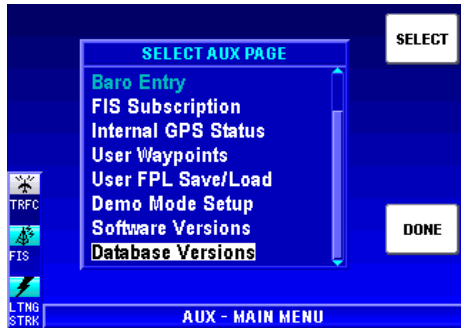 SELECT AUX PAGE
Baro Entry
FIS Subscription
Internal GPS Status
User Waypoints
User FPL Save/Load
Demo Mode Setup
Software Versions
Database Versions
SELECT
DONE
TRFC
FIS
LTNG
STRK
AUX - MAIN MENU